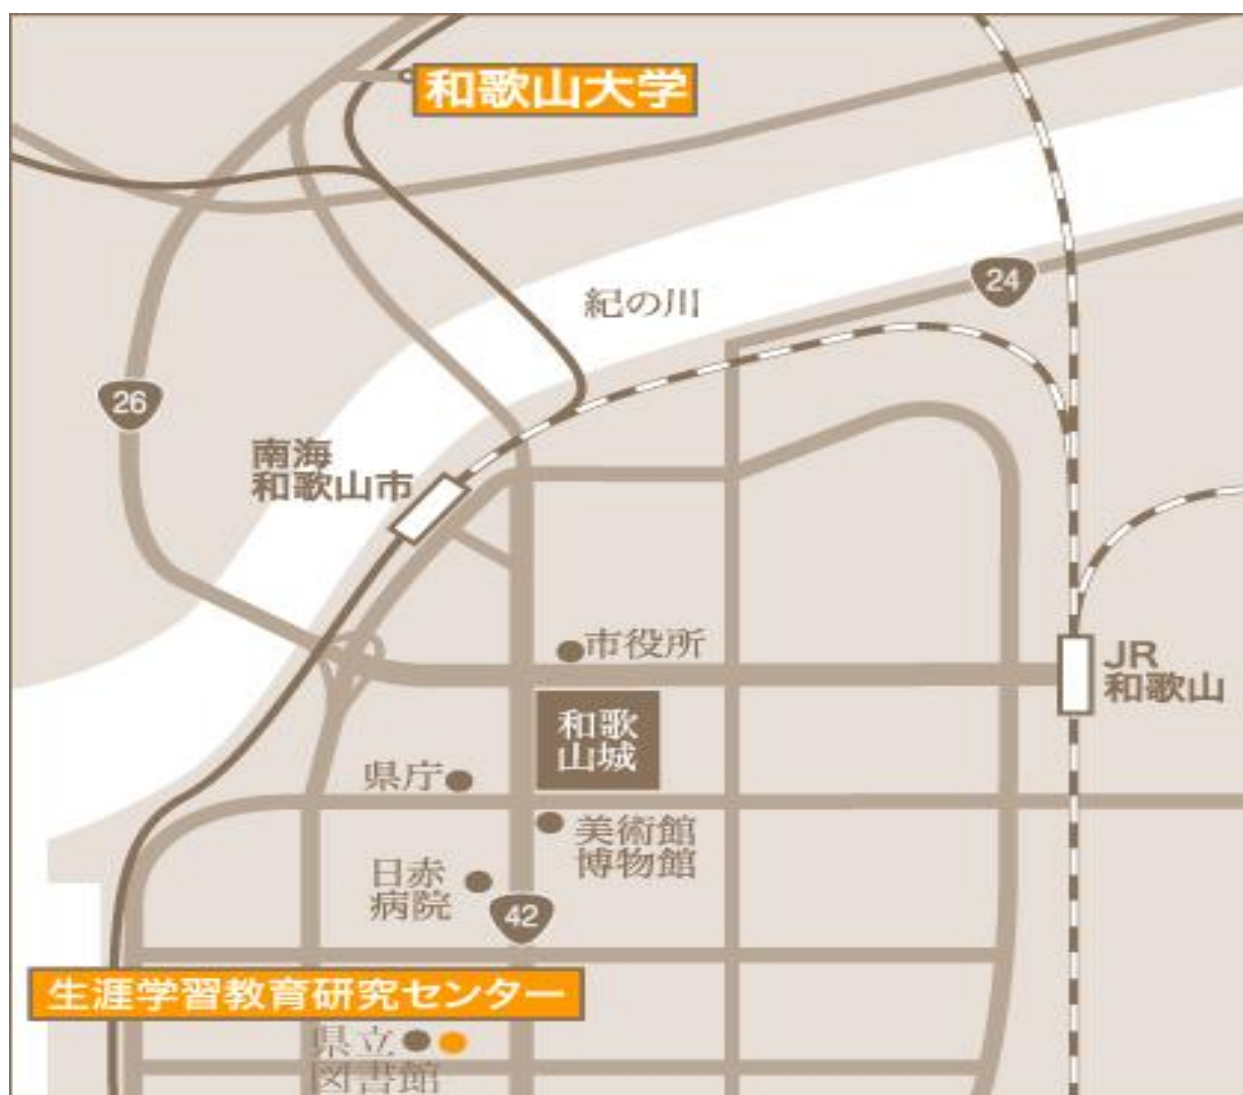 和歌山大学
24
紀の川
26
南海
和歌山市
市役所
JR
和歌山
和歌
山城
県庁
美術館
博物館
日赤
病院
42
生涯学習教育研究センター
県立
図書館